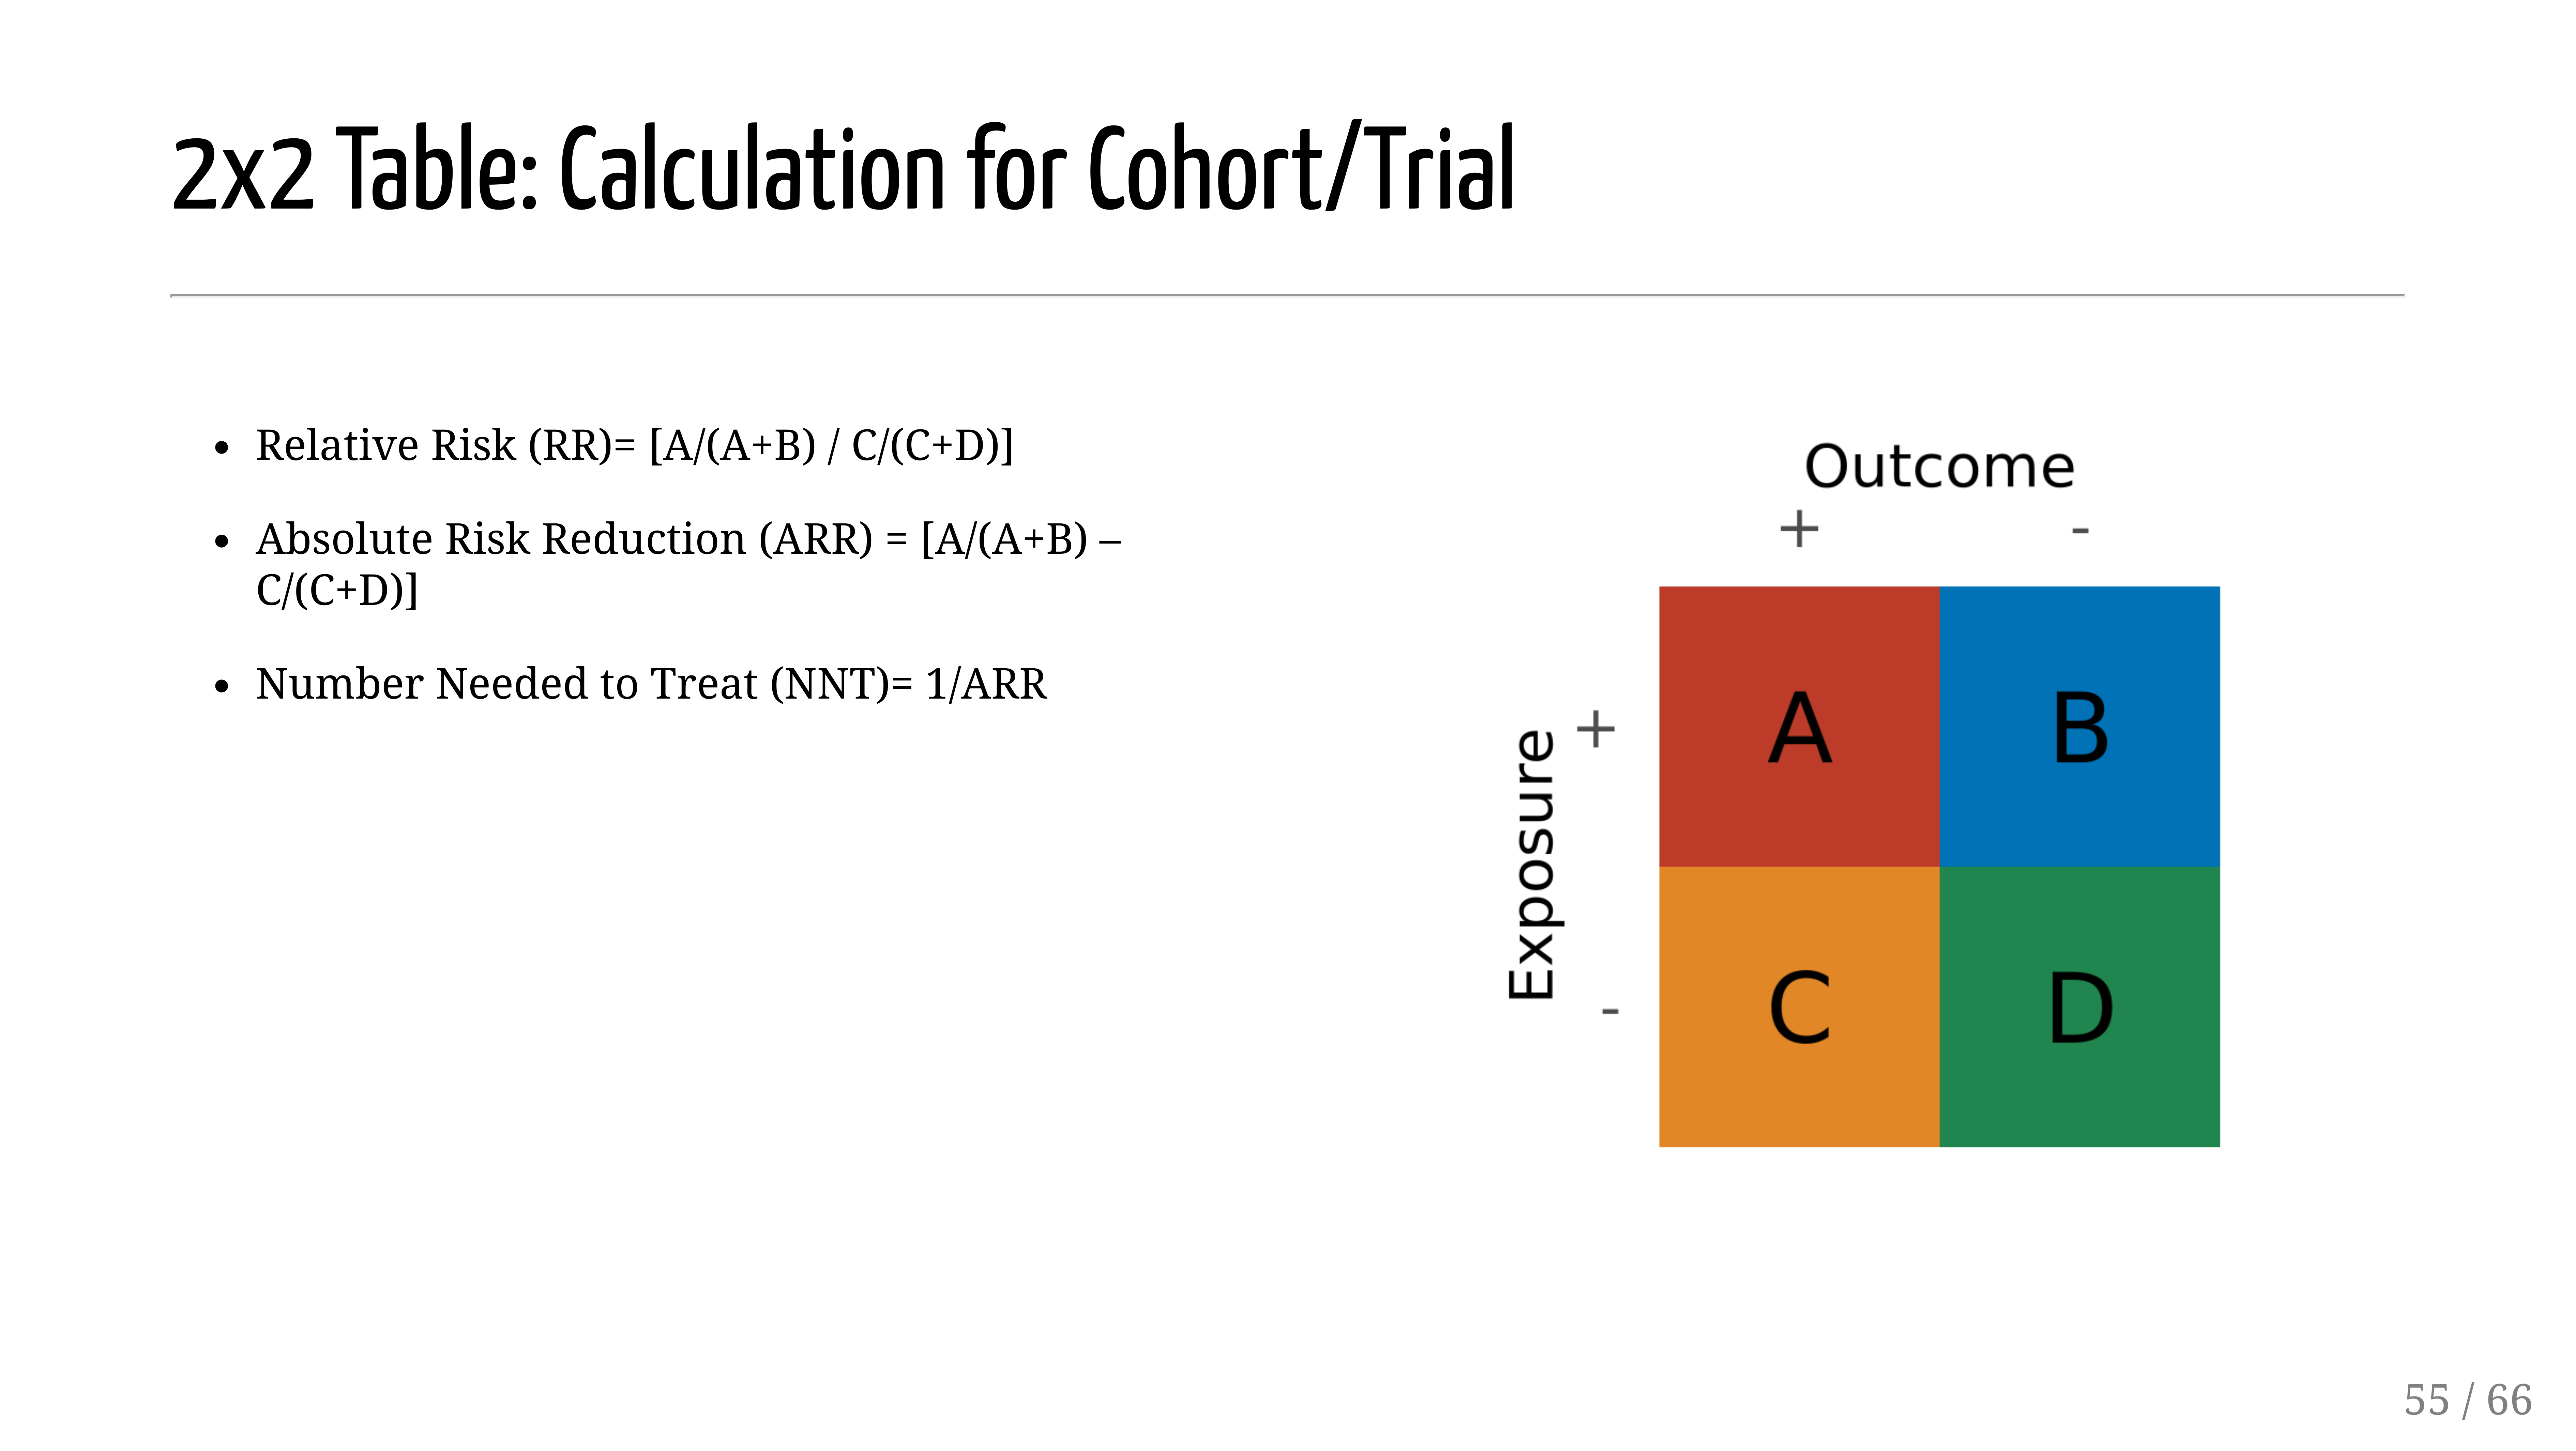 2x2 Table: Calculation for Cohort/Trial
• Relative Risk (RR)= [A/(A+B) / C/(C+D)]
• Absolute Risk Reduction (ARR) = [A/(A+B) –
C/(C+D)]
• Number Needed to Treat (NNT)= 1/ARR
Outcome
+ -
Exposure
+ A B
- C D
55 / 66